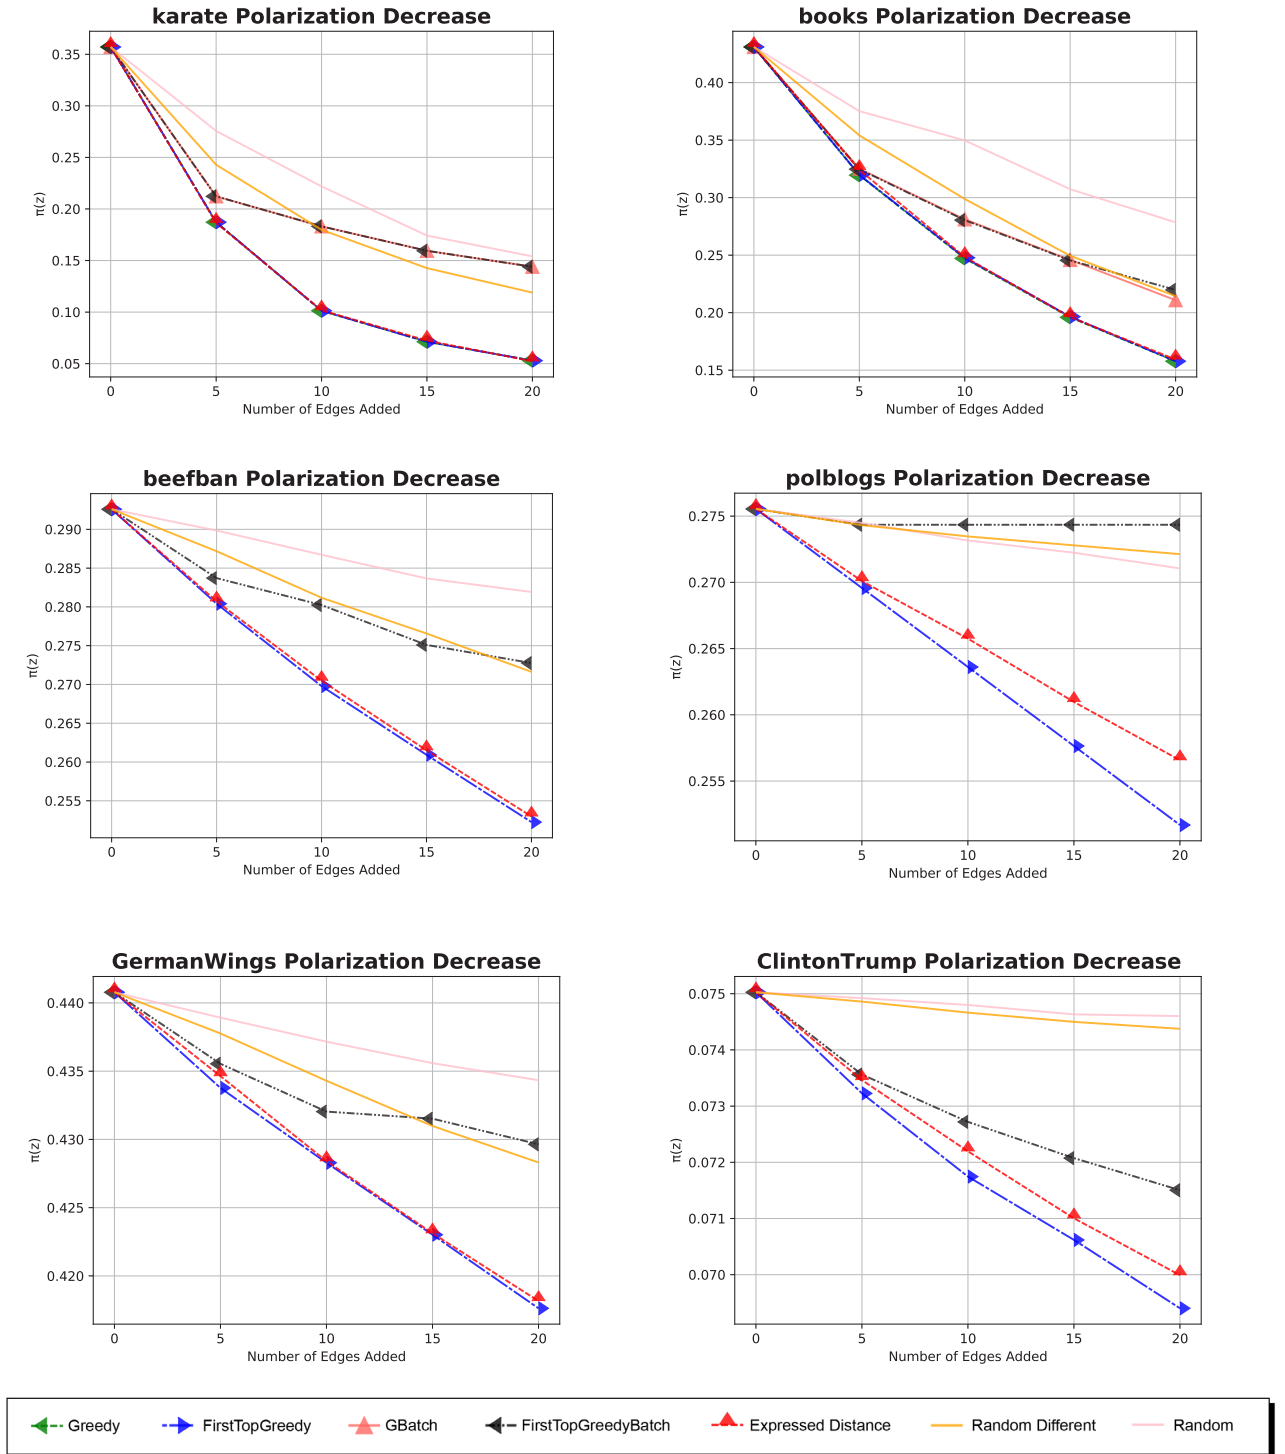 karate Polarization Decrease
0.35
0.30
0.25
0.20
0.15
0.10
0.05
π(z)
0 5 10 15 20
Number of Edges Added
books Polarization Decrease
0.40
0.35
0.30
0.25
0.20
0.15
π(z)
0 5 10 15 20
Number of Edges Added
beefban Polarization Decrease
0.290
0.285
0.280
0.275
0.270
0.265
0.260
0.255
π(z)
0 5 10 15 20
Number of Edges Added
polblogs Polarization Decrease
0.275
0.270
0.265
0.260
0.255
π(z)
0 5 10 15 20
Number of Edges Added
GermanWings Polarization Decrease
0.440
0.435
0.430
0.425
0.420
π(z)
0 5 10 15 20
Number of Edges Added
ClintonTrump Polarization Decrease
0.075
0.074
0.073
0.072
0.071
0.070
π(z)
0 5 10 15 20
Number of Edges Added
Greedy FirstTopGreedy GBatch FirstTopGreedyBatch Expressed Distance Random Different Random